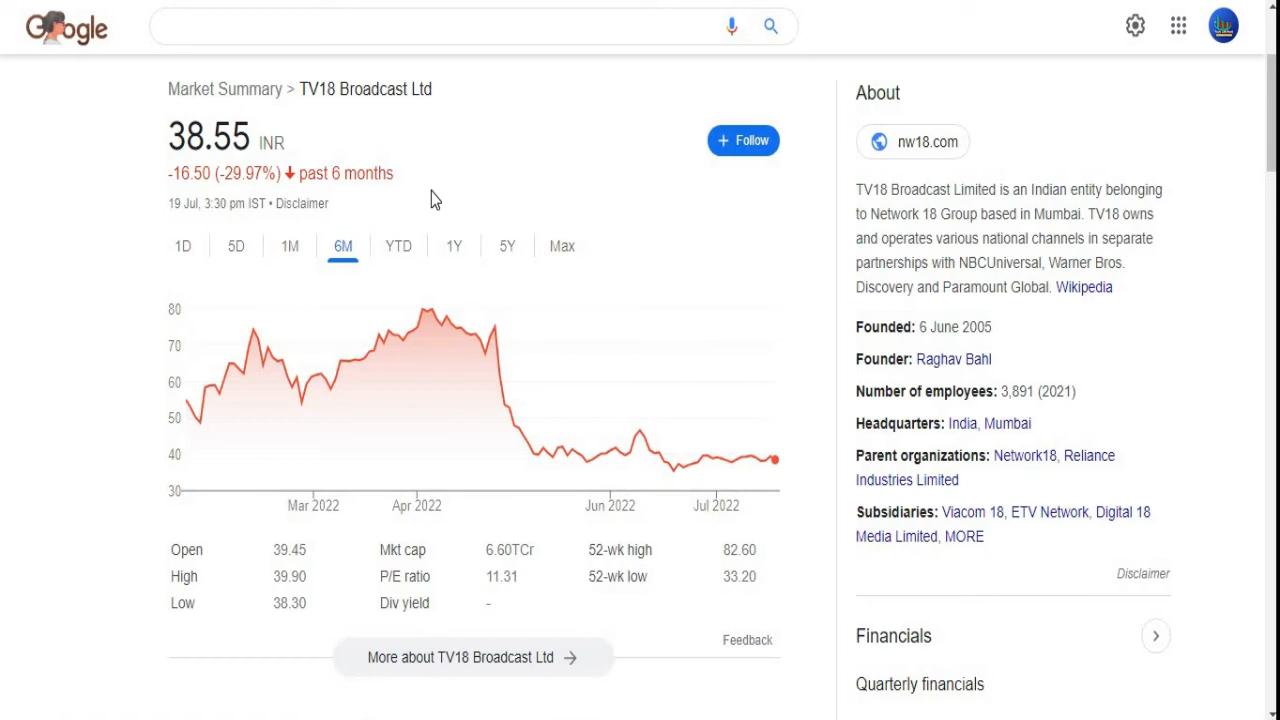 Google
Market Summary > TV18 Broadcast Ltd
38.55 INR
+ Follow
-16.50 (-29.97%) ↓ past 6 months
19 Jul, 3:30 pm IST • Disclaimer
1D 5D 1M 6M YTD 1Y 5Y Max
80
70
60
50
40
30
Mar 2022 Apr 2022 Jun 2022 Jul 2022
Open 39.45 Mkt cap 6.60TCr 52-wk high 82.60
High 39.90 P/E ratio 11.31 52-wk low 33.20
Low 38.30 Div yield -
Feedback
More about TV18 Broadcast Ltd →
About
nw18.com
TV18 Broadcast Limited is an Indian entity belonging
to Network 18 Group based in Mumbai. TV18 owns
and operates various national channels in separate
partnerships with NBCUniversal, Warner Bros.
Discovery and Paramount Global. Wikipedia
Founded: 6 June 2005
Founder: Raghav Bahl
Number of employees: 3,891 (2021)
Headquarters: India, Mumbai
Parent organizations: Network18, Reliance
Industries Limited
Subsidiaries: Viacom 18, ETV Network, Digital 18
Media Limited, MORE
Disclaimer
Financials
Quarterly financials